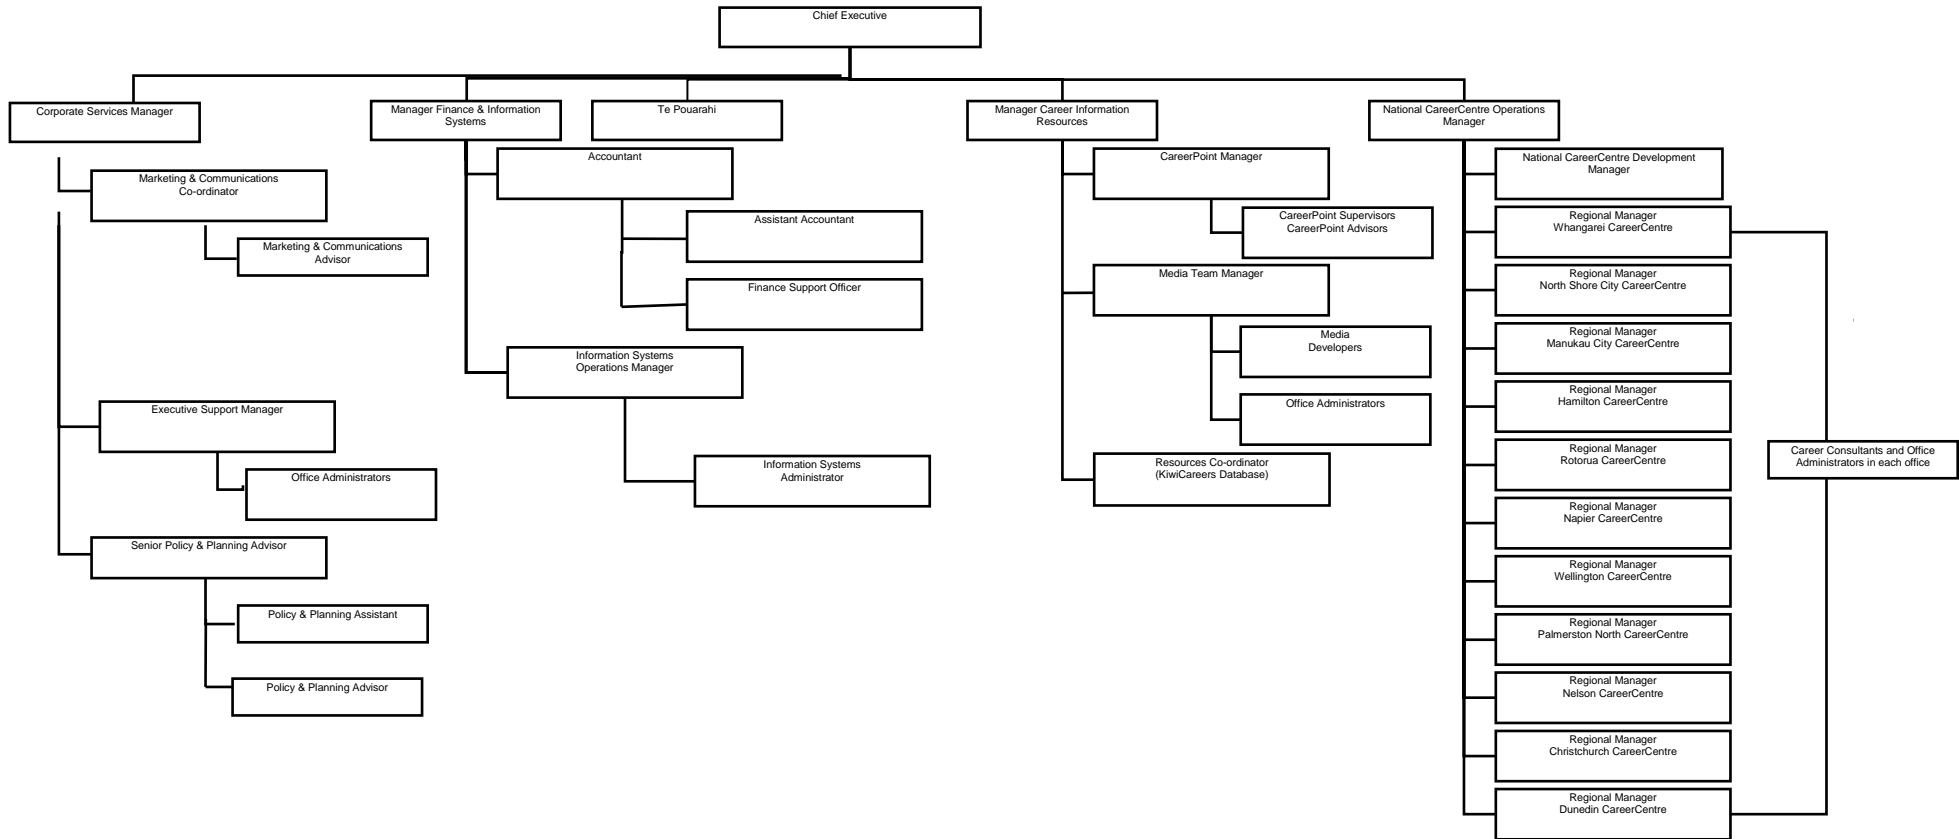 Chief Executive
Corporate Services Manager
Marketing & Communications
Co-ordinator
Marketing & Communications
Advisor
Executive Support Manager
Office Administrators
Senior Policy & Planning Advisor
Policy & Planning Assistant
Policy & Planning Advisor
Manager Finance & Information
Systems
Accountant
Assistant Accountant
Finance Support Officer
Information Systems
Operations Manager
Information Systems
Administrator
Te Pouarahi
Manager Career Information
Resources
CareerPoint Manager
CareerPoint Supervisors
CareerPoint Advisors
Media Team Manager
Media
Developers
Office Administrators
Resources Co-ordinator
(KiwiCareers Database)
National CareerCentre Operations
Manager
National CareerCentre Development
Manager
Regional Manager
Whangarei CareerCentre
Regional Manager
North Shore City CareerCentre
Regional Manager
Manukau City CareerCentre
Regional Manager
Hamilton CareerCentre
Regional Manager
Rotorua CareerCentre
Regional Manager
Napier CareerCentre
Regional Manager
Wellington CareerCentre
Regional Manager
Palmerston North CareerCentre
Regional Manager
Nelson CareerCentre
Regional Manager
Christchurch CareerCentre
Regional Manager
Dunedin CareerCentre
Career Consultants and Office
Administrators in each office